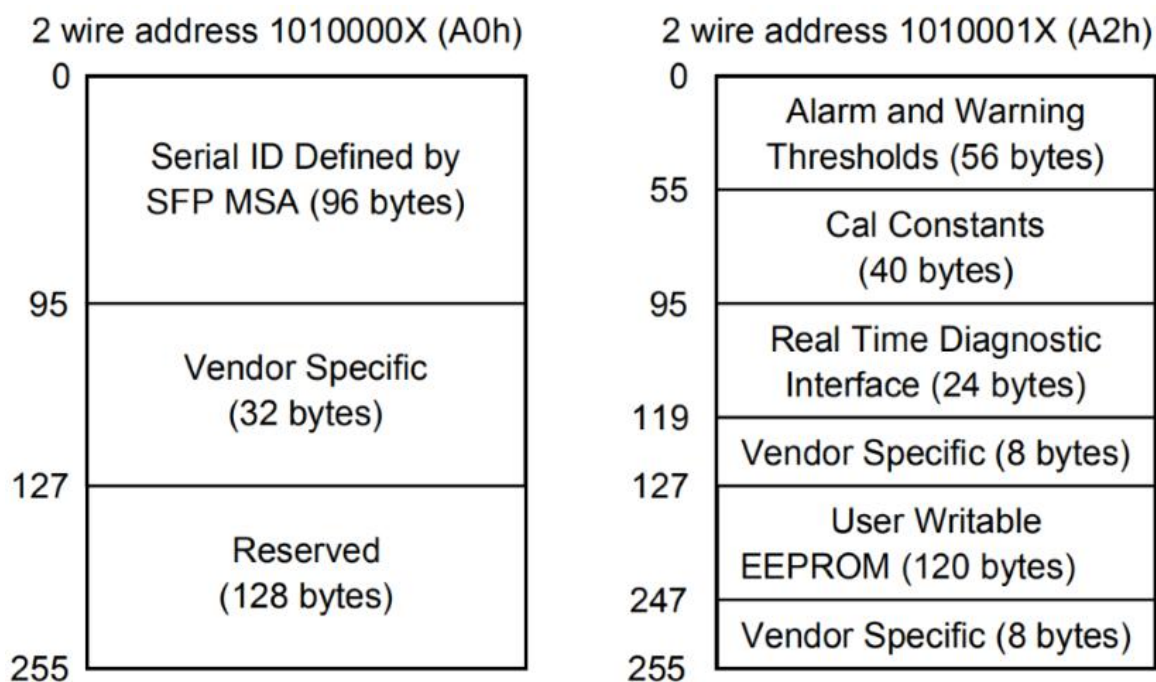 2 wire address 1010000X (A0h)
0
Serial ID Defined by
SFP MSA (96 bytes)
95
Vendor Specific
(32 bytes)
127
Reserved
(128 bytes)
255
2 wire address 1010001X (A2h)
0
Alarm and Warning
Thresholds (56 bytes)
55
Cal Constants
(40 bytes)
95
Real Time Diagnostic
Interface (24 bytes)
119
Vendor Specific (8 bytes)
127
User Writable
EEPROM (120 bytes)
247
Vendor Specific (8 bytes)
255